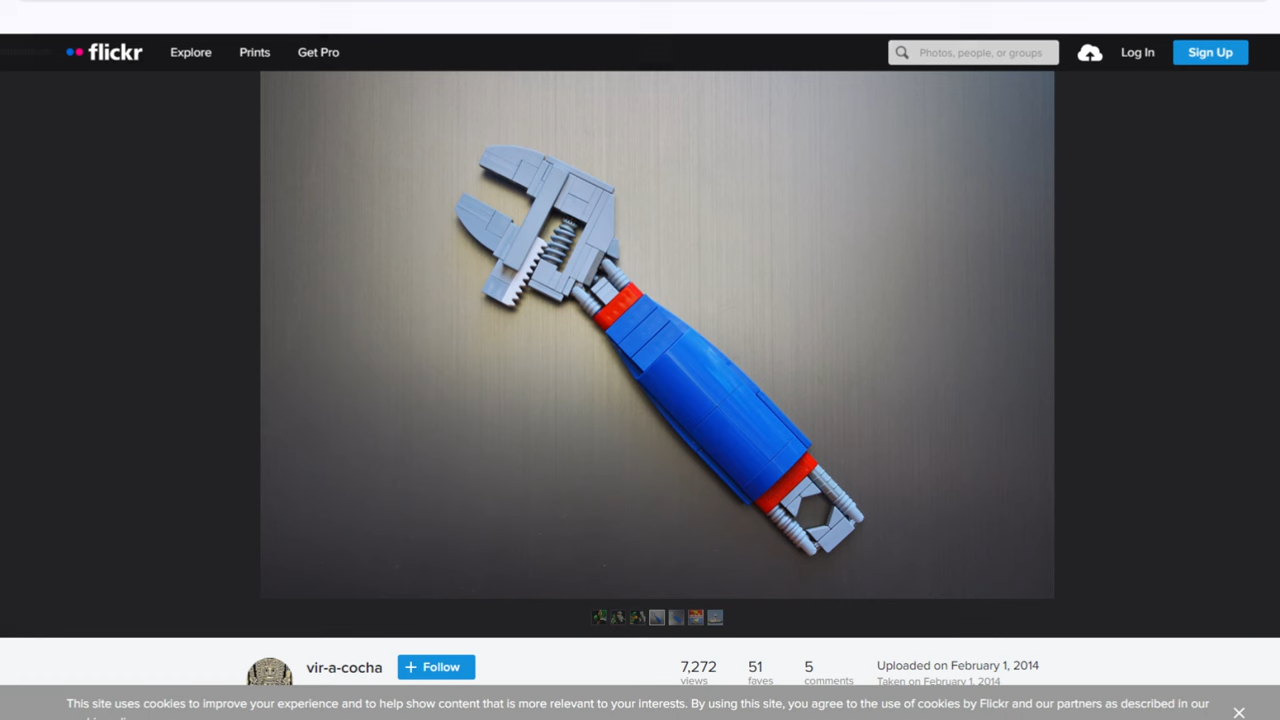 flickr Explore Prints Get Pro Photos, people, or groups Log In Sign Up
vir-a-cocha + Follow 7,272 51 5 Uploaded on February 1, 2014
views faves comments Taken on February 1, 2014
This site uses cookies to improve your experience and to help show content that is more relevant to your interests. By using this site, you agree to the use of cookies by Flickr and our partners as described in our